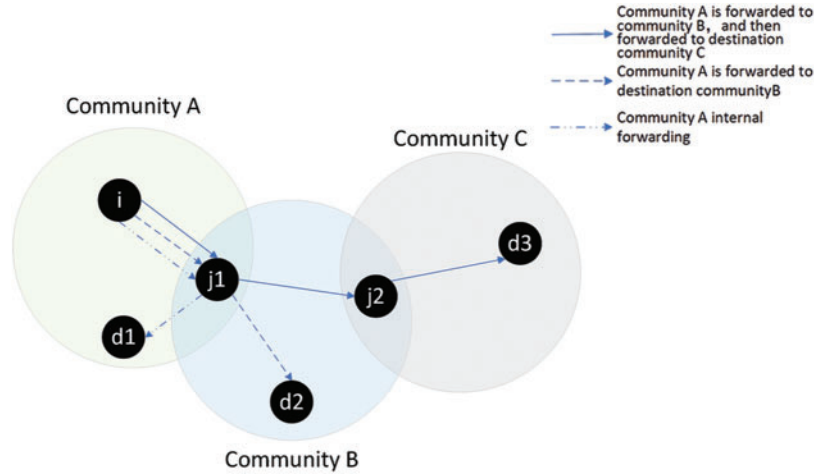 Community A is forwarded to
community B, and then
forwarded to destination
community C
Community A is forwarded to
destination communityB
Community A internal
forwarding
Community A
Community C
i
d3
j1
j2
d1
d2
Community B